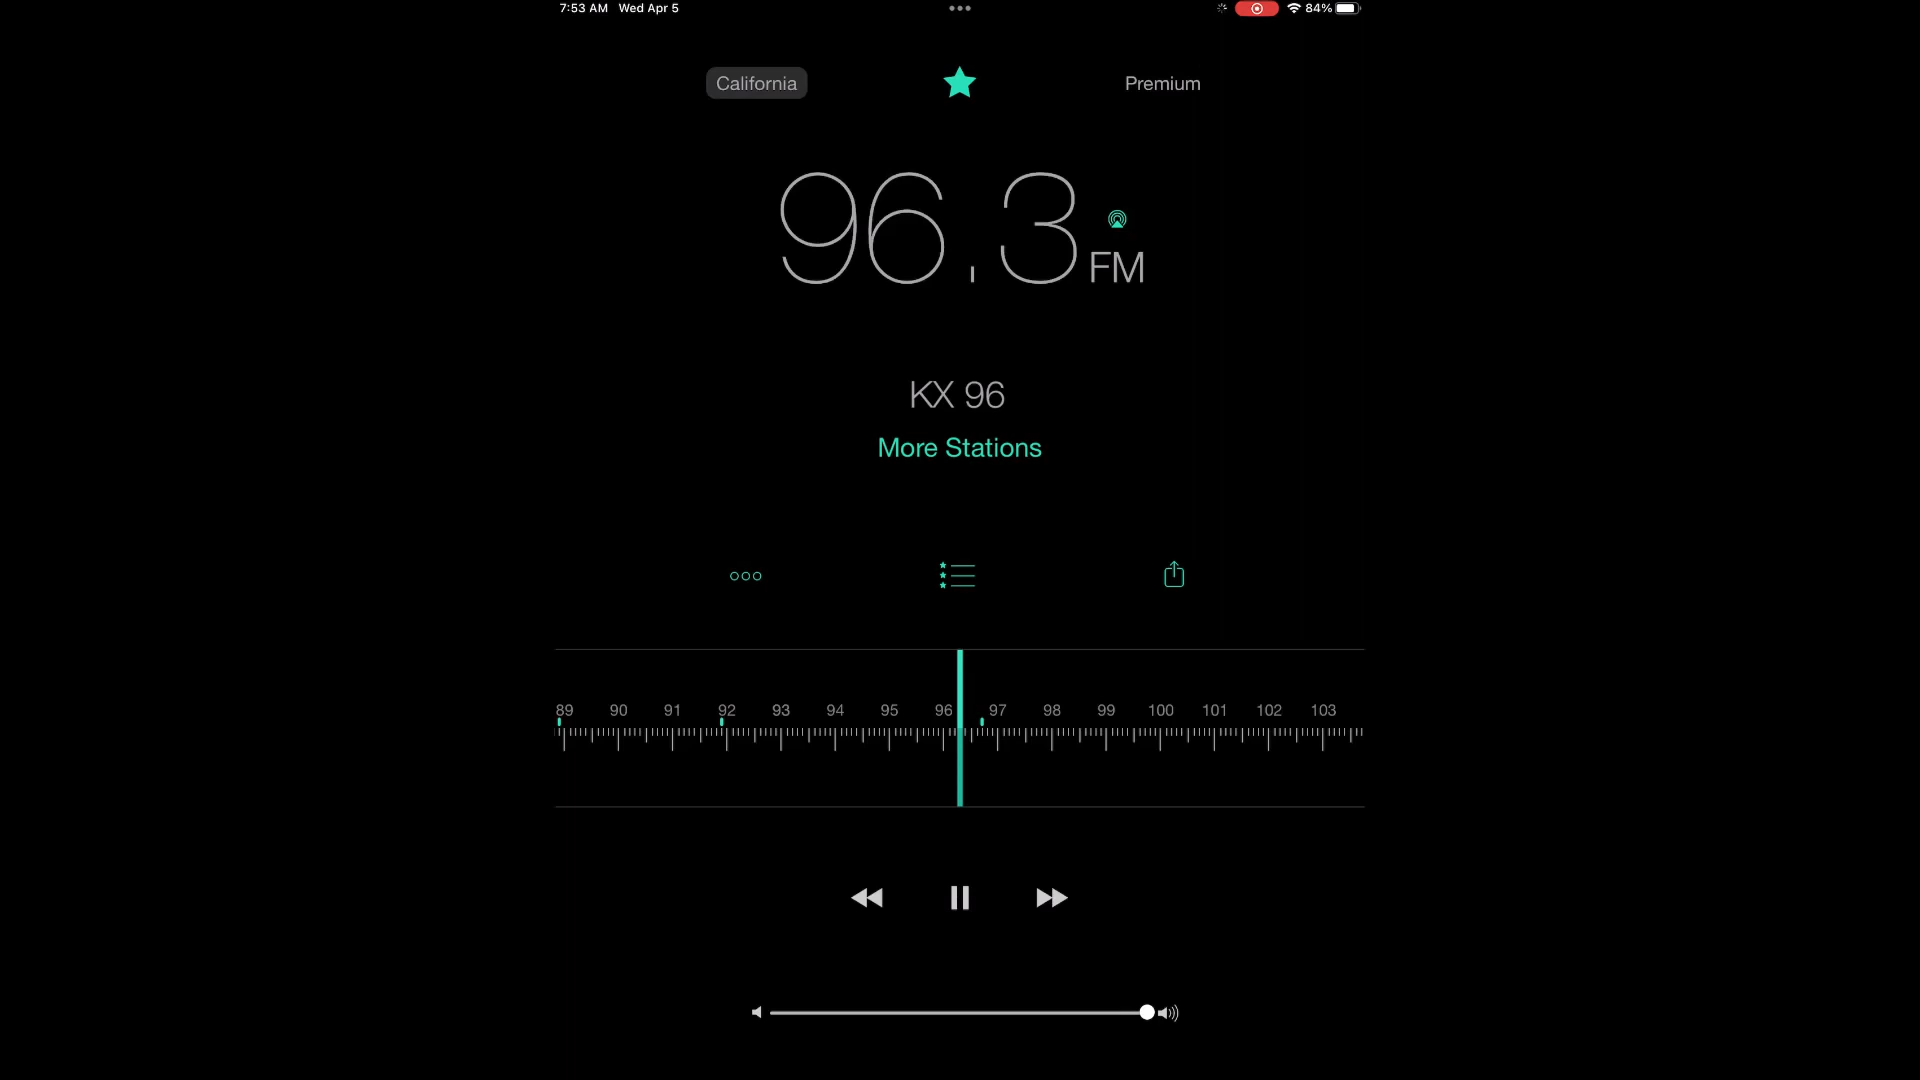 7:53 AM Wed Apr 5
84%
California
Premium
96.3 FM
KX 96
More Stations
89 90 91 92 93 94 95 96 97 98 99 100 101 102 103